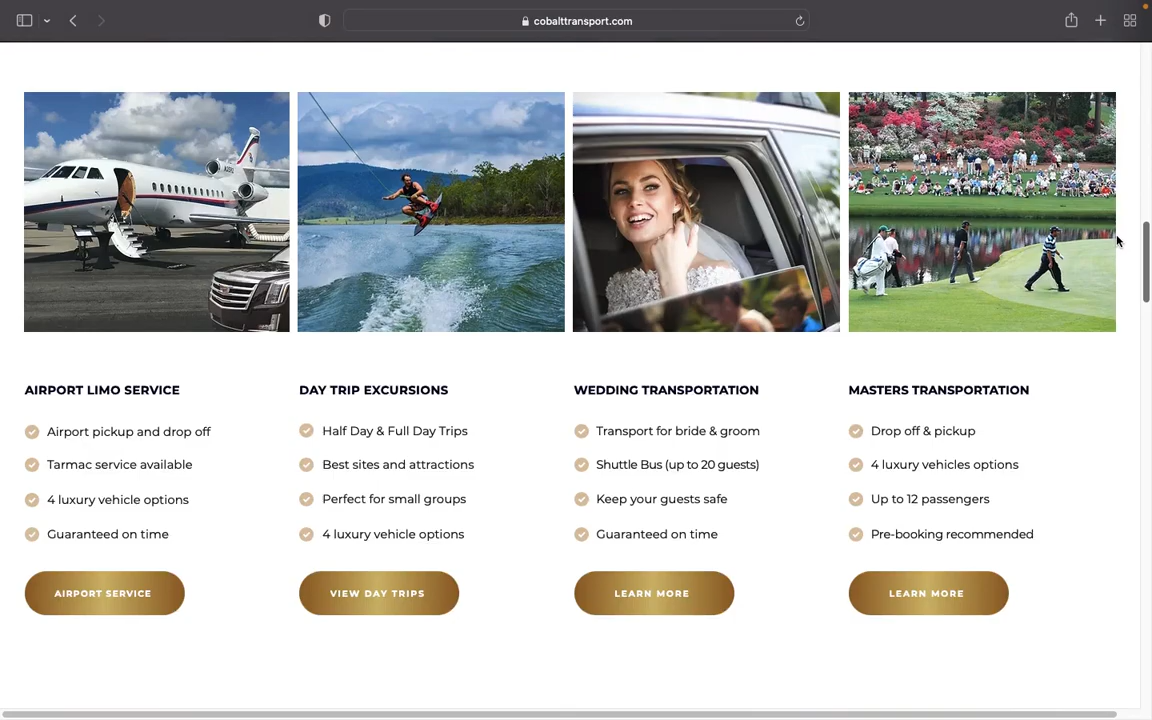 cobalttransport.com
AIRPORT LIMO SERVICE
Airport pickup and drop off
Tarmac service available
4 luxury vehicle options
Guaranteed on time
AIRPORT SERVICE
DAY TRIP EXCURSIONS
Half Day & Full Day Trips
Best sites and attractions
Perfect for small groups
4 luxury vehicle options
VIEW DAY TRIPS
WEDDING TRANSPORTATION
Transport for bride & groom
Shuttle Bus (up to 20 guests)
Keep your guests safe
Guaranteed on time
LEARN MORE
MASTERS TRANSPORTATION
Drop off & pickup
4 luxury vehicles options
Up to 12 passengers
Pre-booking recommended
LEARN MORE